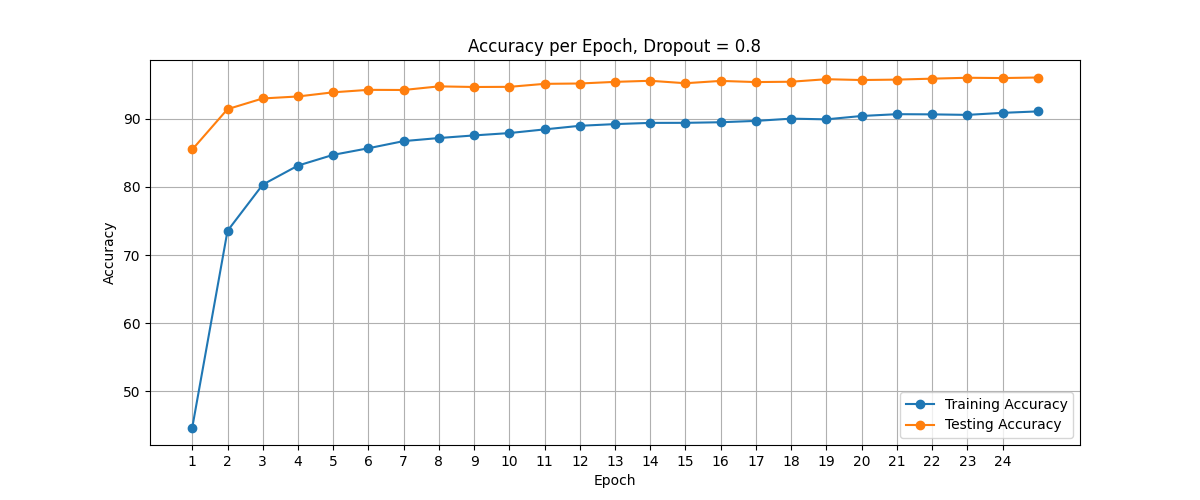 Accuracy per Epoch, Dropout = 0.8
Accuracy
90
80
70
60
50
Training Accuracy
Testing Accuracy
1 2 3 4 5 6 7 8 9 10 11 12 13 14 15 16 17 18 19 20 21 22 23 24
Epoch